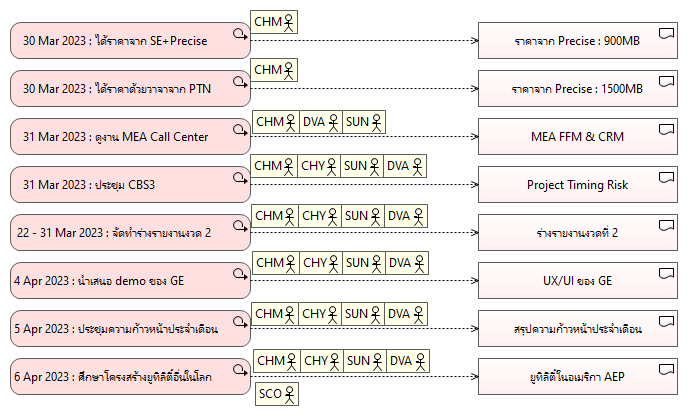 CHM
30 Mar 2023 : ได้ราคาจาก SE+Precise
ราคาจาก Precise : 900MB
CHM
30 Mar 2023 : ได้ราคาด้วยวาจาจาก PTN
ราคาจาก Precise : 1500MB
CHM DVA SUN
31 Mar 2023 : ดูงาน MEA Call Center
MEA FFM & CRM
CHM CHY SUN DVA
31 Mar 2023 : ประชุม CBS3
Project Timing Risk
CHM CHY SUN DVA
22 - 31 Mar 2023 : จัดทำร่างรายงานงวด 2
ร่างรายงานงวดที่ 2
CHM CHY SUN DVA
4 Apr 2023 : นำเสนอ demo ของ GE
UX/UI ของ GE
CHM CHY SUN DVA
5 Apr 2023 : ประชุมความก้าวหน้าประจำเดือน
สรุปความก้าวหน้าประจำเดือน
CHM CHY SUN DVA
6 Apr 2023 : ศึกษาโครงสร้างยูทิลิตี้อื่นในโลก
ยูทิลิตี้ในอเมริกา AEP
SCO